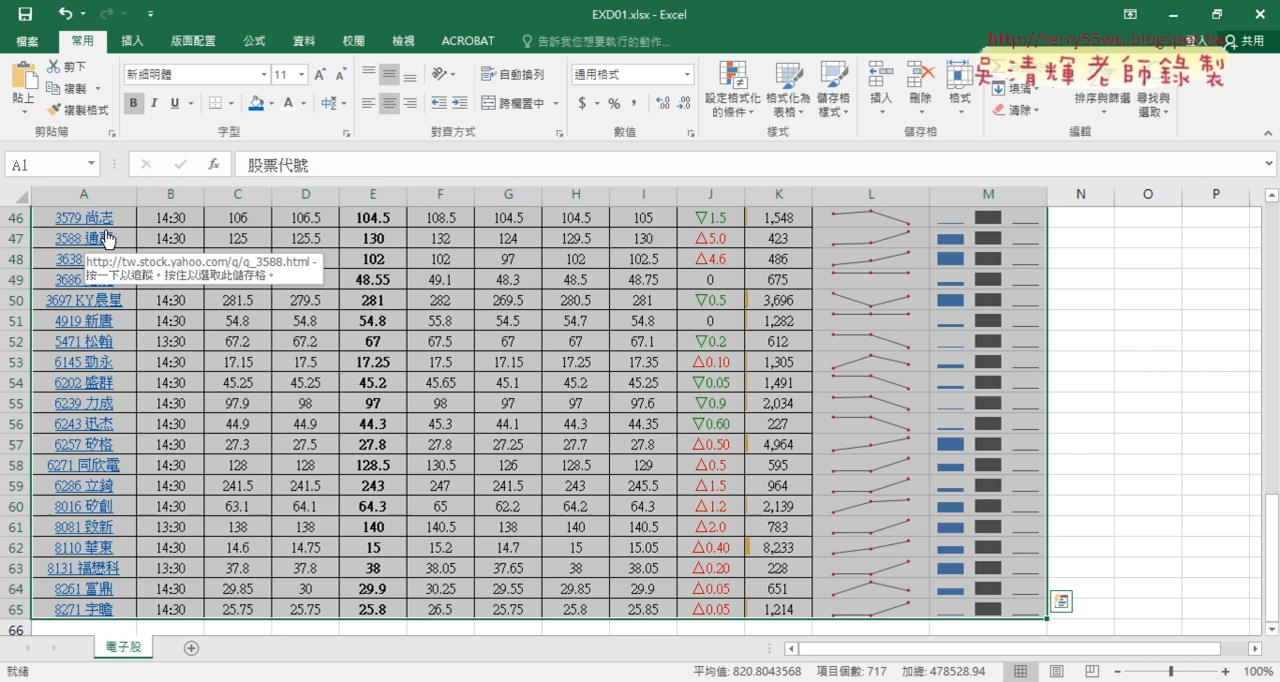 EXD01.xlsx - Excel
檔案 常用 插入 版面配置 公式 資料 校閱 檢視 ACROBAT 告訴我您想要執行的動作... 登入 共用
http://terry55wu.blogspot.tw
吳清輝老師錄製
貼上 剪下 複製 複製格式 剪貼簿
新細明體 11 B I U 字型
自動換列 跨欄置中 對齊方式
通用格式 $ % 數值
設定格式化的條件 格式化為表格 儲存格樣式 樣式
插入 刪除 格式 儲存格
填滿 清除 排序與篩選 尋找與選取 編輯
A1 fx 股票代號
A B C D E F G H I J K L M N O P
46 3579 尚志 14:30 106 106.5 104.5 108.5 104.5 104.5 105 ▽1.5 1,548
47 3588 通 14:30 125 125.5 130 132 124 129.5 130 △5.0 423
48 3638 102 102 97 102 102.5 △4.6 486
http://tw.stock.yahoo.com/q/q_3588.html - 按一下以追蹤。按住以選取此儲存格。
49 3686 48.55 49.1 48.3 48.5 48.75 0 675
50 3697 KY晨星 14:30 281.5 279.5 281 282 269.5 280.5 281 ▽0.5 3,696
51 4919 新唐 14:30 54.8 54.8 54.8 55.8 54.5 54.7 54.8 0 1,282
52 5471 松翰 13:30 67.2 67.2 67 67.5 67 67 67.1 ▽0.2 612
53 6145 勁永 14:30 17.15 17.5 17.25 17.5 17.15 17.25 17.35 △0.10 1,305
54 6202 盛群 14:30 45.25 45.25 45.2 45.65 45.1 45.2 45.25 ▽0.05 1,491
55 6239 力成 14:30 97.9 98 97 98 97 97 97.6 ▽0.9 2,034
56 6243 迅杰 14:30 44.9 44.9 44.3 45.3 44.1 44.3 44.35 ▽0.60 227
57 6257 矽格 14:30 27.3 27.5 27.8 27.8 27.25 27.7 27.8 △0.50 4,964
58 6271 同欣電 14:30 128 128 128.5 130.5 126 128.5 129 △0.5 595
59 6286 立錡 14:30 241.5 241.5 243 247 241.5 243 245.5 △1.5 964
60 8016 矽創 14:30 63.1 64.1 64.3 65 62.2 64.2 64.3 △1.2 2,139
61 8081 致新 13:30 138 138 140 140.5 138 140 140.5 △2.0 783
62 8110 華東 14:30 14.6 14.75 15 15.2 14.7 15 15.05 △0.40 8,233
63 8131 福懋科 13:30 37.8 37.8 38 38.05 37.65 38 38.05 △0.20 228
64 8261 富鼎 14:30 29.85 30 29.9 30.25 29.55 29.85 29.9 △0.05 651
65 8271 宇瞻 14:30 25.75 25.75 25.8 26.5 25.75 25.8 25.85 △0.05 1,214
66
電子股
就緒 平均值: 820.8043568 項目個數: 717 加總: 478528.94 100%